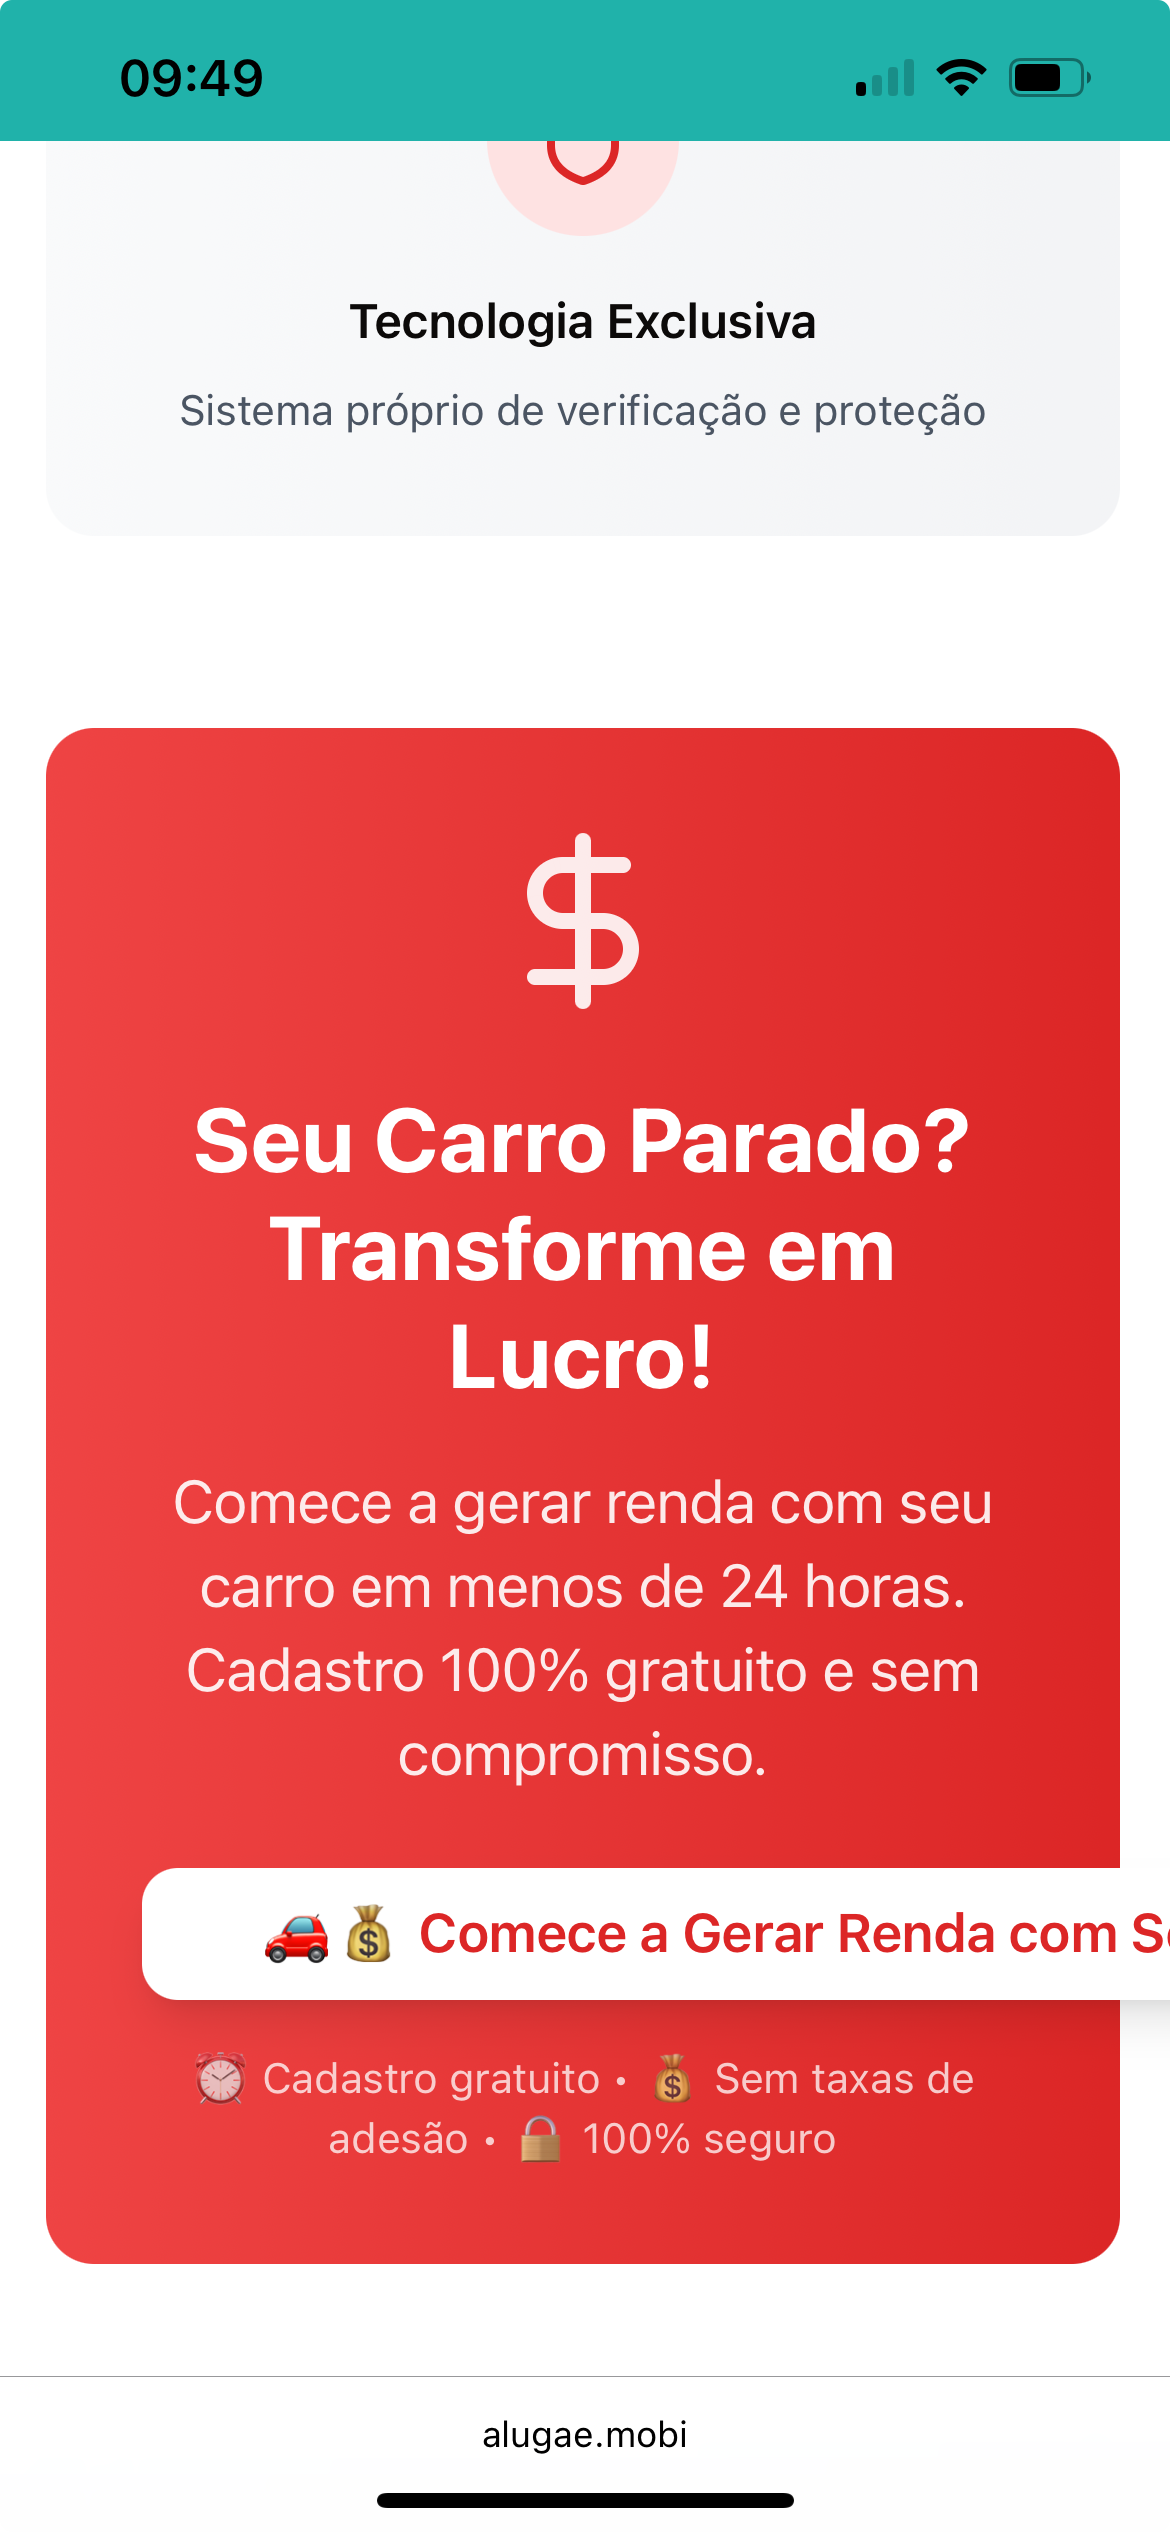 09:49
Tecnologia Exclusiva
Sistema próprio de verificação e proteção
Seu Carro Parado?
Transforme em
Lucro!
Comece a gerar renda com seu
carro em menos de 24 horas.
Cadastro 100% gratuito e sem
compromisso.
🚗💰 Comece a Gerar Renda com
⏰ Cadastro gratuito • 💰 Sem taxas de
adesão • 🔒 100% seguro
alugae.mobi